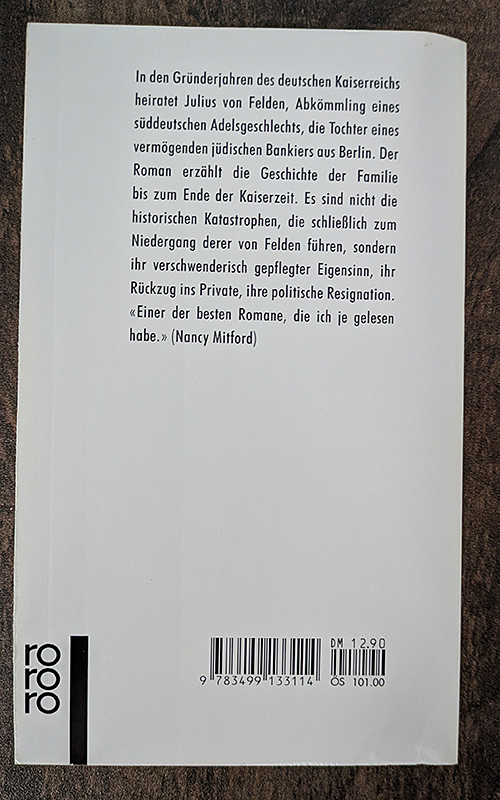 In den Gründerjahren des deutschen Kaiserreichs
heiratet Julius von Felden, Abkömmling eines
süddeutschen Adelsgeschlechts, die Tochter eines
vermögenden jüdischen Bankiers aus Berlin. Der
Roman erzählt die Geschichte der Familie
bis zum Ende der Kaiserzeit. Es sind nicht die
historischen Katastrophen, die schließlich zum
Niedergang derer von Felden führen, sondern
ihr verschwenderisch gepflegter Eigensinn, ihr
Rückzug ins Private, ihre politische Resignation.
«Einer der besten Romane, die ich je gelesen
habe.» (Nancy Mitford)
ro
ro
ro
DM 12.90
9 783499 133114
ÖS 101.00